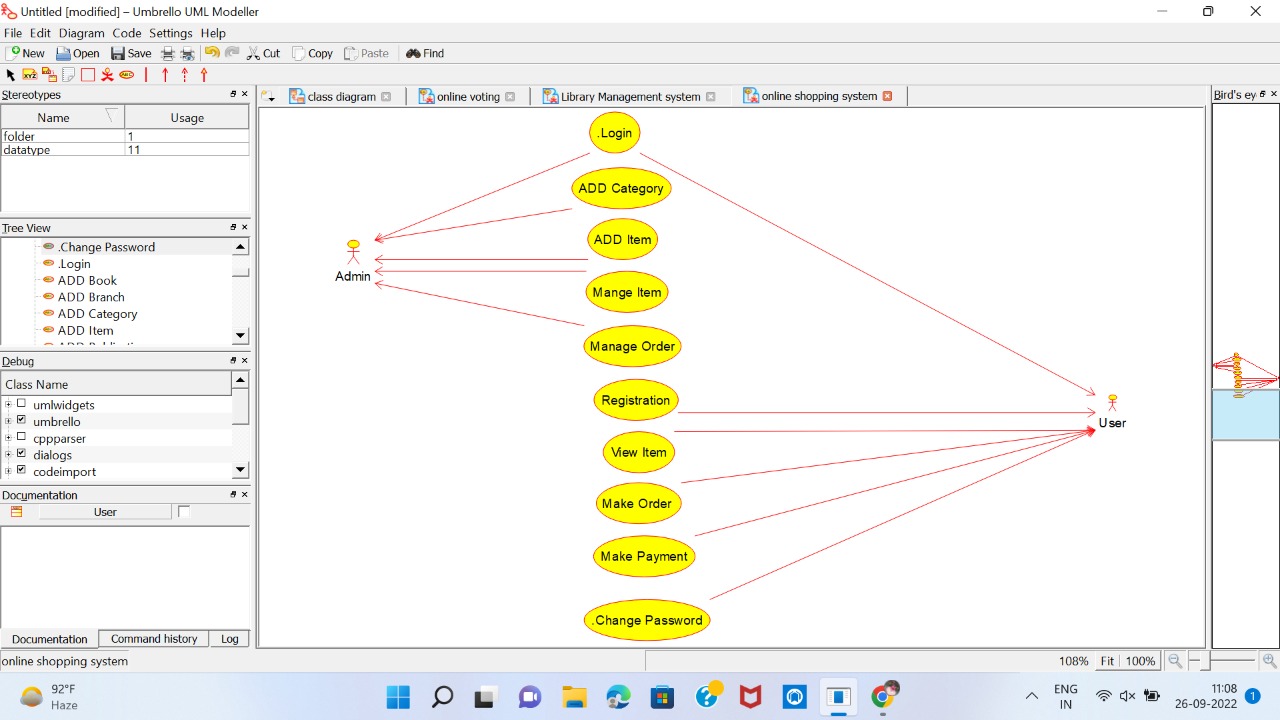 Untitled [modified] – Umbrello UML Modeller
File Edit Diagram Code Settings Help
New Open Save Cut Copy Paste Find
Stereotypes
Name Usage
folder 1
datatype 11
Tree View
.Change Password
.Login
ADD Book
ADD Branch
ADD Category
ADD Item
Debug
Class Name
umlwidgets
umbrello
cppparser
dialogs
codeimport
Documentation
User
Documentation Command history Log
class diagram
online voting
Library Management system
online shopping system
.Login
ADD Category
ADD Item
Mange Item
Manage Order
Registration
View Item
Make Order
Make Payment
.Change Password
Admin
User
Bird's ey
online shopping system
108% Fit 100%
92°F
Haze
ENG
IN
11:08
26-09-2022
1